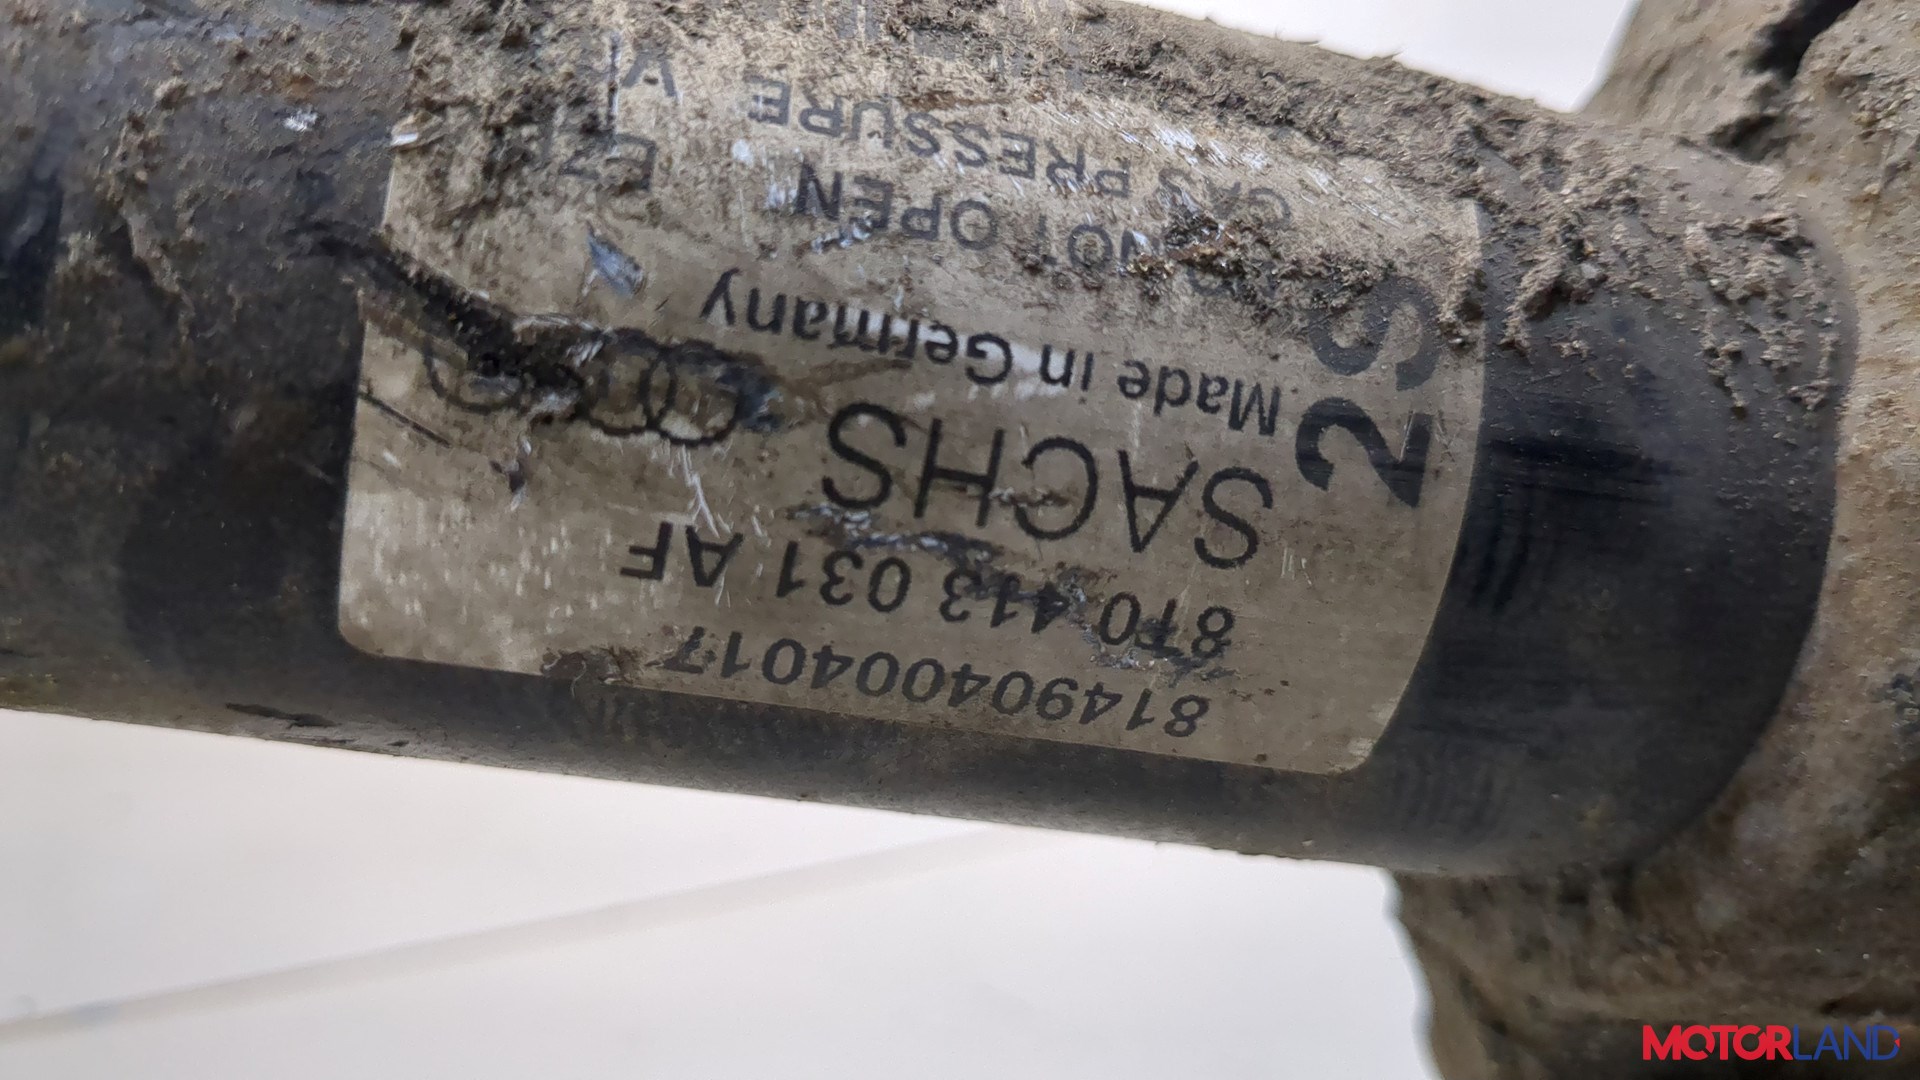 814904004017
8T0 413 031 AF
SACHS
Made in Germany
NOT OPEN
GAS PRESSURE
MOTORLAND